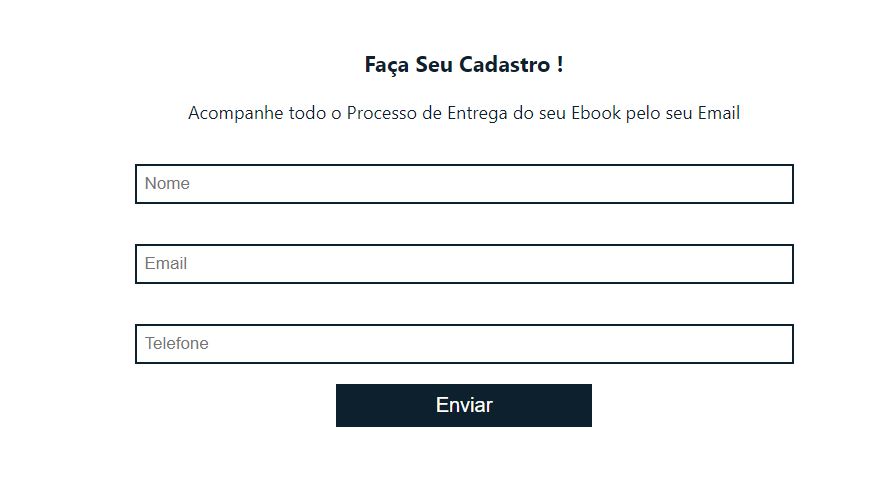 Faça Seu Cadastro !
Acompanhe todo o Processo de Entrega do seu Ebook pelo seu Email
Nome
Email
Telefone
Enviar